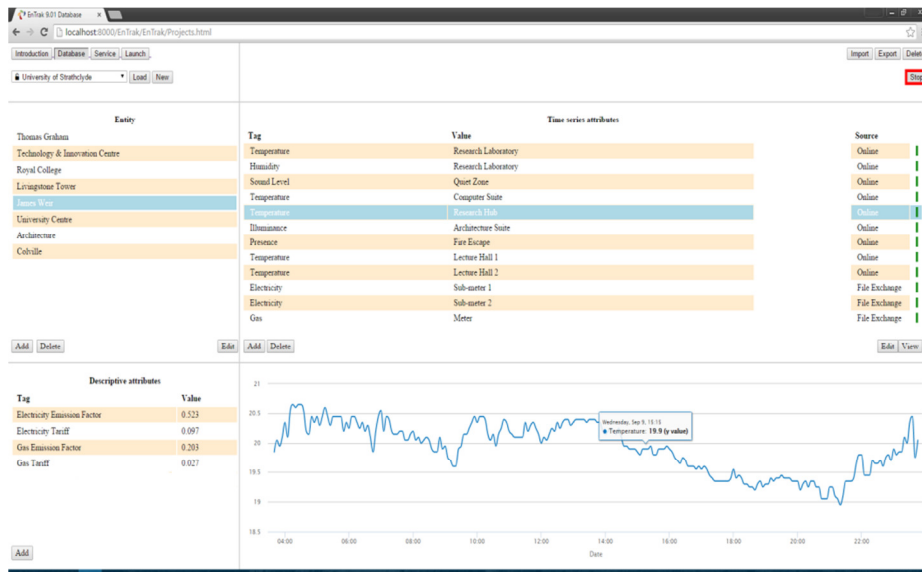 EnTrak 9.01 Database
localhost:8000/EnTrak/EnTrak/Projects.html
Introduction Database Service Launch
Import Export Delete
University of Strathclyde Load New
Stop
Entity
Thomas Graham
Technology & Innovation Centre
Royal College
Livingstone Tower
James Weir
University Centre
Architecture
Colville
Add Delete Edit
Time series attributes
Tag Value Source
Temperature Research Laboratory Online
Humidity Research Laboratory Online
Sound Level Quiet Zone Online
Temperature Computer Suite Online
Temperature Research Hub Online
Illuminance Architecture Suite Online
Presence Fire Escape Online
Temperature Lecture Hall 1 Online
Temperature Lecture Hall 2 Online
Electricity Sub-meter 1 File Exchange
Electricity Sub-meter 2 File Exchange
Gas Meter File Exchange
Add Delete Edit View
Descriptive attributes
Tag Value
Electricity Emission Factor 0.523
Electricity Tariff 0.097
Gas Emission Factor 0.203
Gas Tariff 0.027
Add
21
20.5
20
19.5
19
18.5
Wednesday, Sep 9, 15:15
Temperature: 19.9 (y value)
04:00 06:00 08:00 10:00 12:00 14:00 16:00 18:00 20:00 22:00
Date